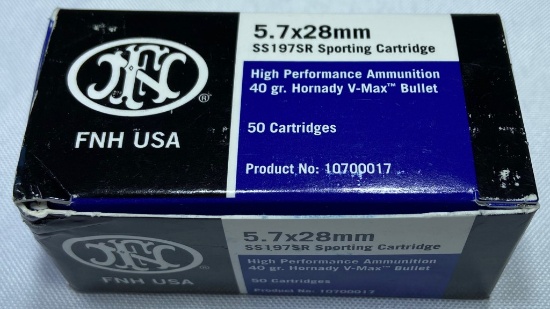 FN
®
FNH USA
5.7x28mm
SS197SR Sporting Cartridge
High Performance Ammunition
40 gr. Hornady V-Max™ Bullet
50 Cartridges
Product No: 10700017
FN
®
FNH USA
5.7x28mm
SS197SR Sporting Cartridge
High Performance Ammunition
40 gr. Hornady V-Max™ Bullet
50 Cartridges
Product No: 10700017